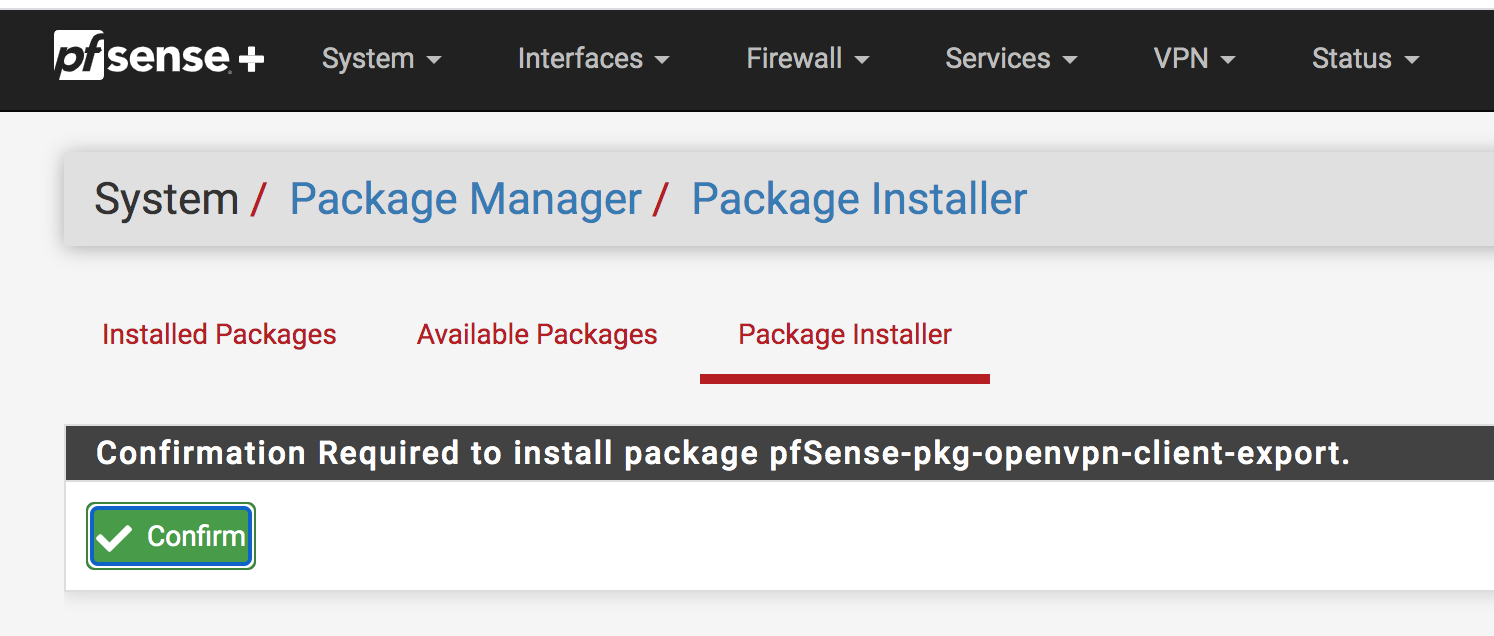 pfsense+ System Interfaces Firewall Services VPN Status
System / Package Manager / Package Installer
Installed Packages Available Packages Package Installer
Confirmation Required to install package pfSense-pkg-openvpn-client-export.
Confirm